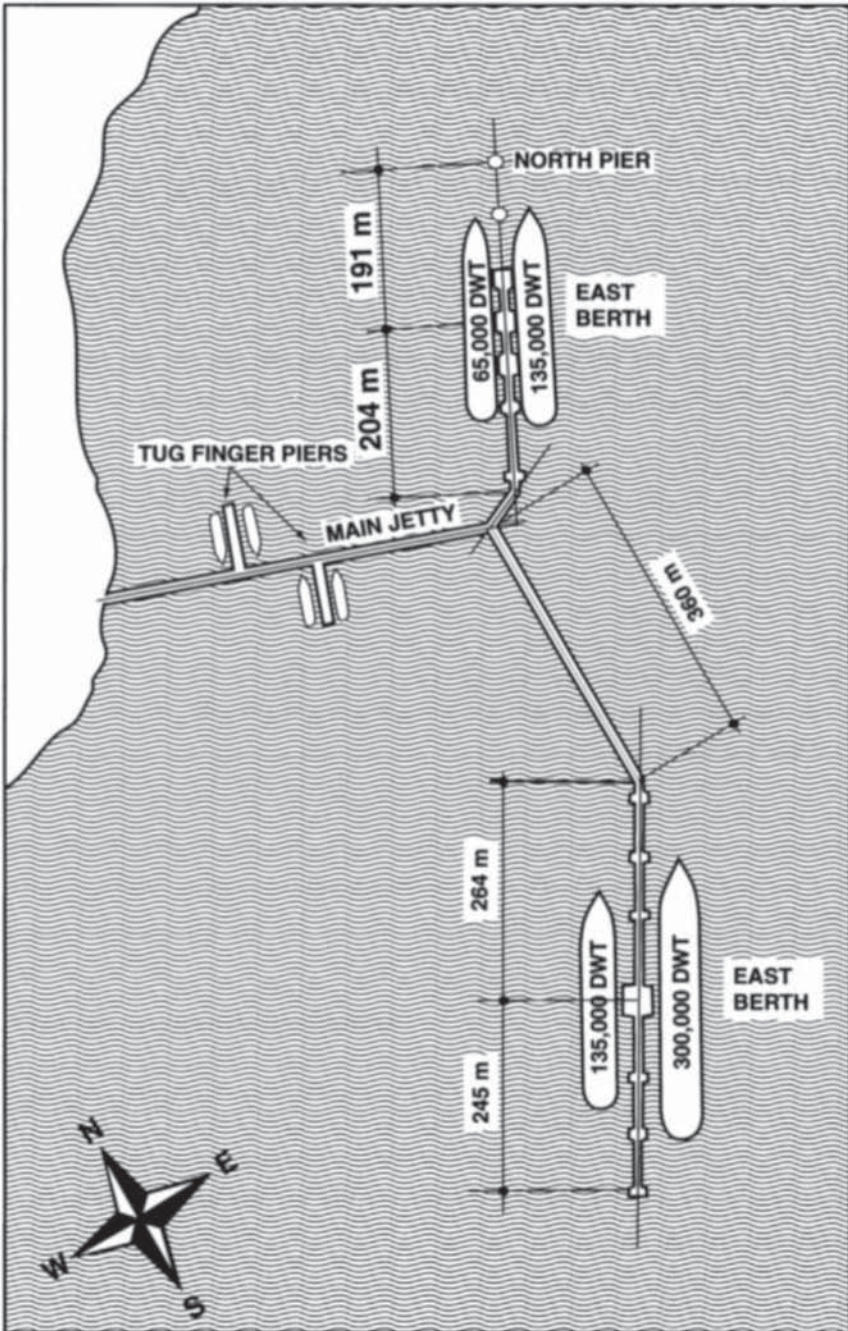 NORTH PIER
191 m
65,000 DWT
135,000 DWT
EAST
BERTH
204 m
TUG FINGER PIERS
MAIN JETTY
360 m
264 m
135,000 DWT
300,000 DWT
EAST
BERTH
245 m
N
E
W
S